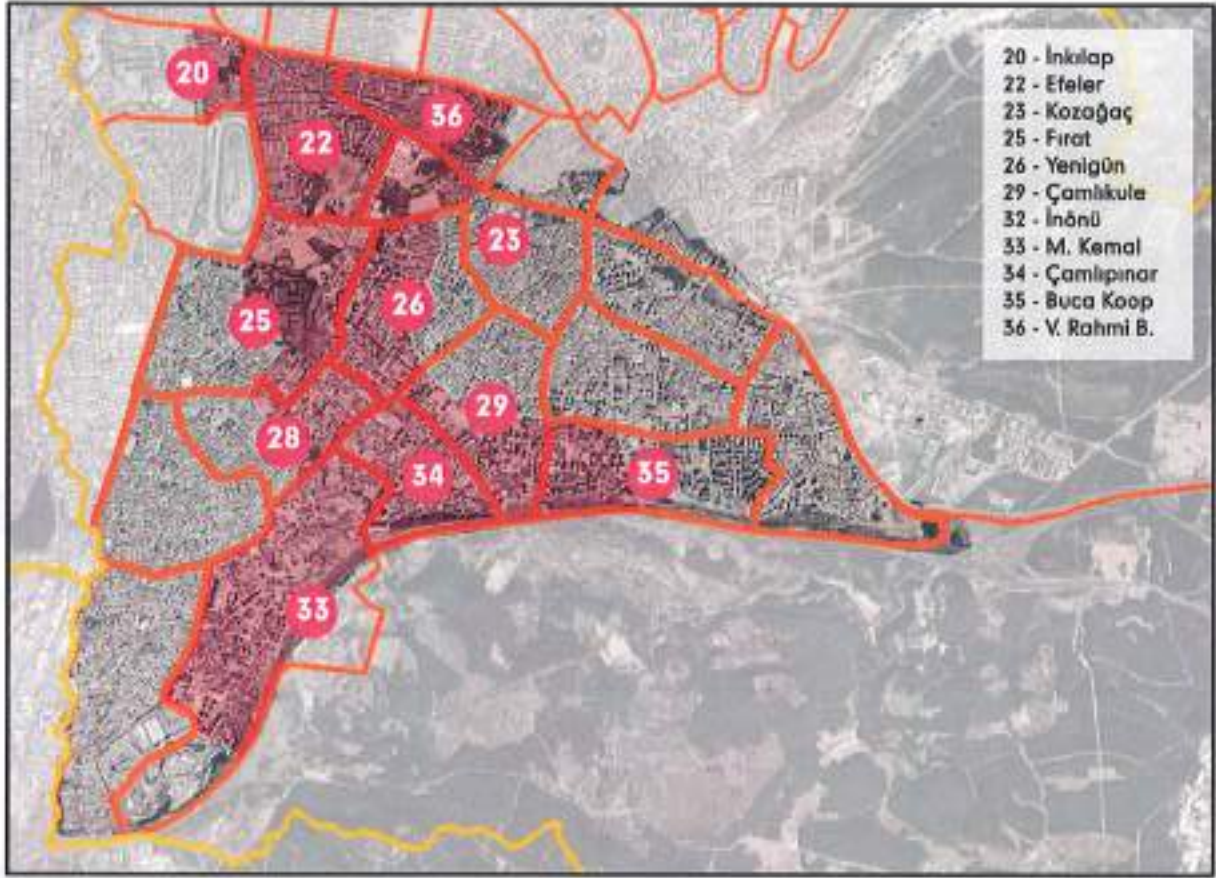 20
36
22
23
26
25
29
28
34
35
33
20 - İnkılap
22 - Efeler
23 - Kozağaç
25 - Fırat
26 - Yenigün
29 - Çamlıkule
32 - İnönü
33 - M. Kemal
34 - Çamlıpınar
35 - Buca Koop
36 - V. Rahmi B.